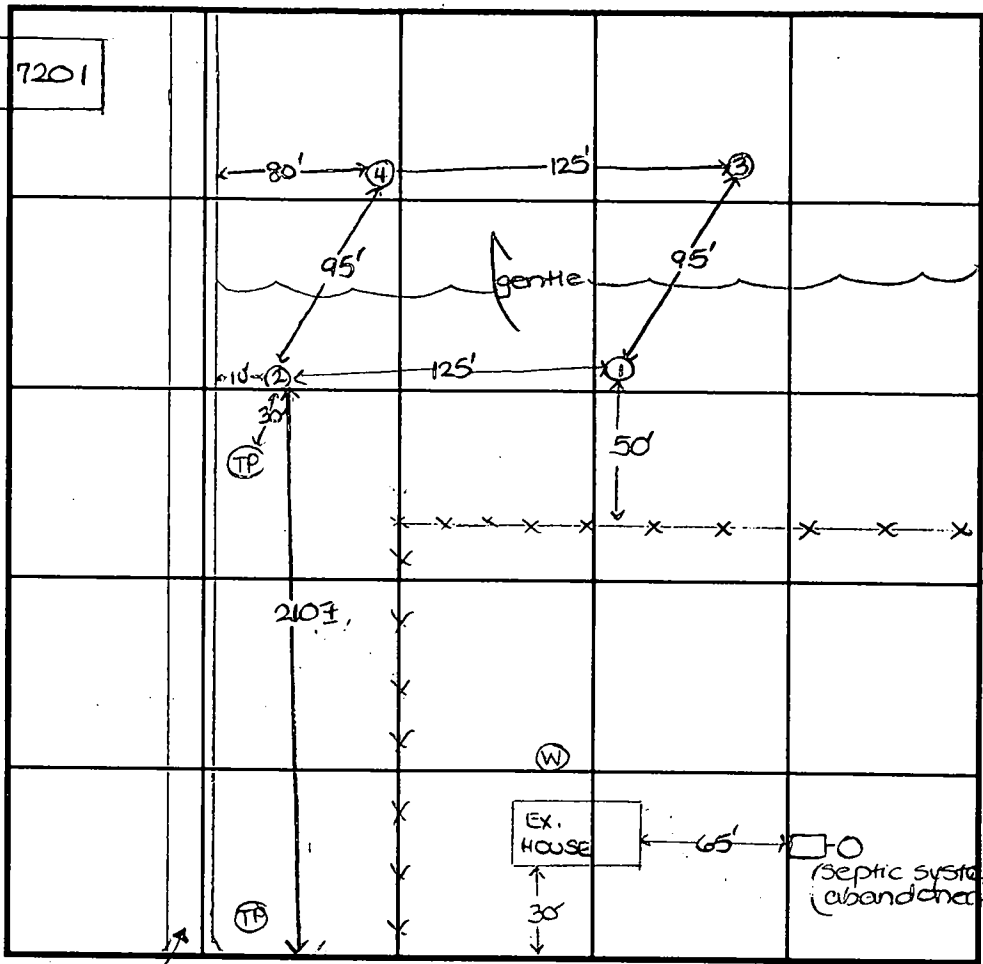 7201
80'
4
125'
3
95'
gentle
95'
10'
2
125'
1
30'
TP
50'
210±
W
EX.
HOUSE
65'
(septic syste
abandoned
30'
TP